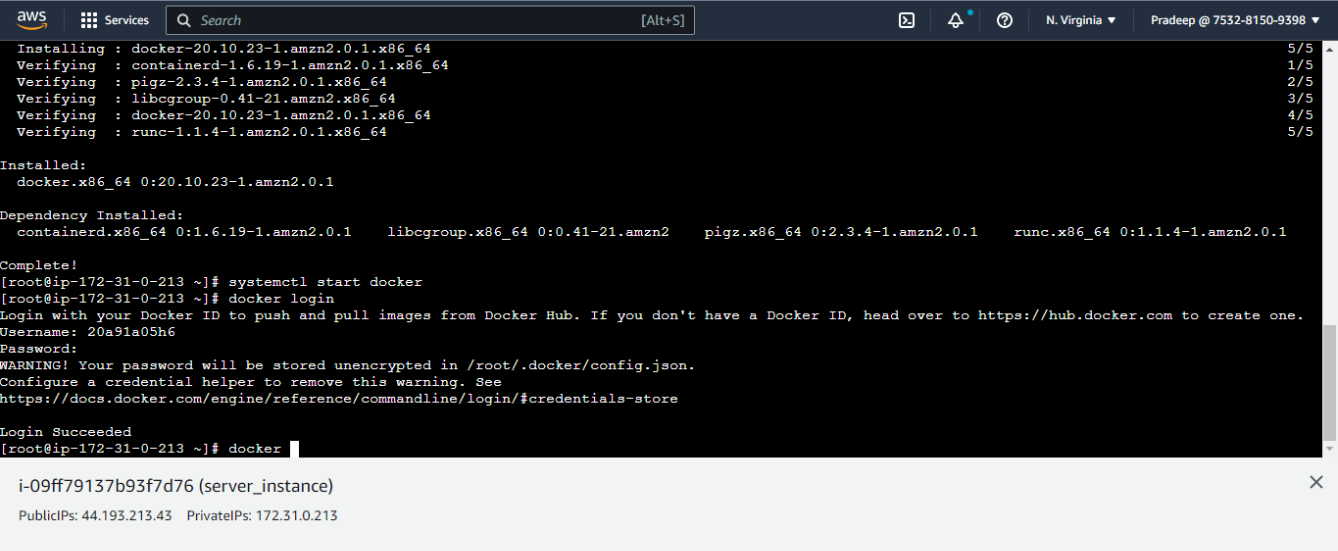 aws
Services
Search
[Alt+S]
N. Virginia
Pradeep @ 7532-8150-9398
Installing : docker-20.10.23-1.amzn2.0.1.x86_64 5/5
Verifying : containerd-1.6.19-1.amzn2.0.1.x86_64 1/5
Verifying : pigz-2.3.4-1.amzn2.0.1.x86_64 2/5
Verifying : libcgroup-0.41-21.amzn2.x86_64 3/5
Verifying : docker-20.10.23-1.amzn2.0.1.x86_64 4/5
Verifying : runc-1.1.4-1.amzn2.0.1.x86_64 5/5
Installed:
docker.x86_64 0:20.10.23-1.amzn2.0.1
Dependency Installed:
containerd.x86_64 0:1.6.19-1.amzn2.0.1 libcgroup.x86_64 0:0.41-21.amzn2 pigz.x86_64 0:2.3.4-1.amzn2.0.1 runc.x86_64 0:1.1.4-1.amzn2.0.1
Complete!
[root@ip-172-31-0-213 ~]# systemctl start docker
[root@ip-172-31-0-213 ~]# docker login
Login with your Docker ID to push and pull images from Docker Hub. If you don't have a Docker ID, head over to https://hub.docker.com to create one.
Username: 20a91a05h6
Password:
WARNING! Your password will be stored unencrypted in /root/.docker/config.json.
Configure a credential helper to remove this warning. See
https://docs.docker.com/engine/reference/commandline/login/#credentials-store
Login Succeeded
[root@ip-172-31-0-213 ~]# docker
i-09ff79137b93f7d76 (server_instance)
PublicIPs: 44.193.213.43 PrivateIPs: 172.31.0.213